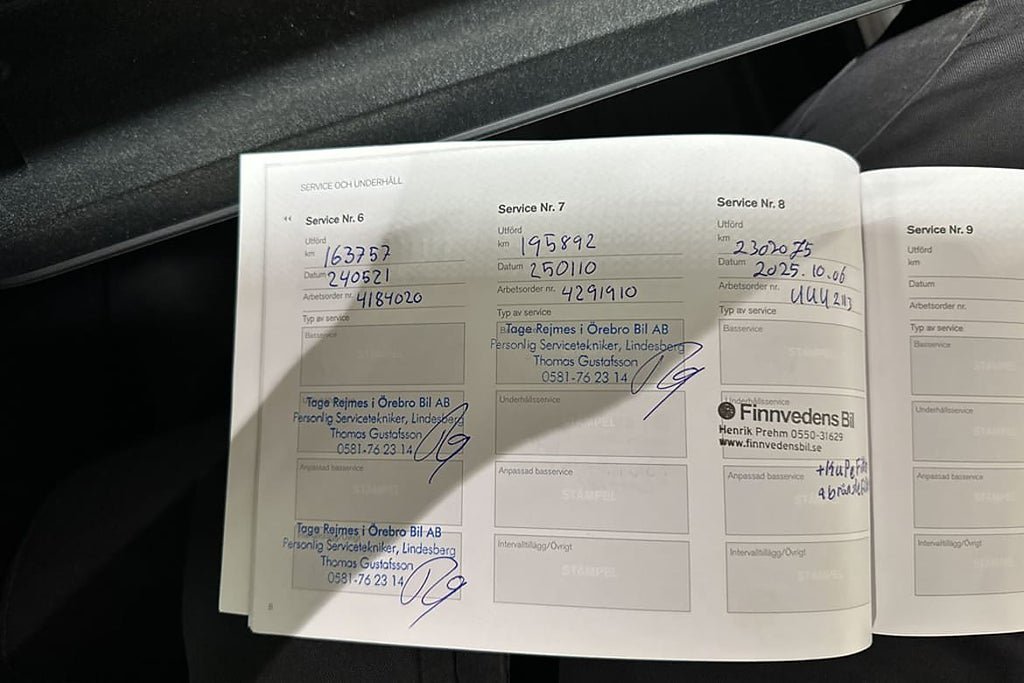 SERVICE OCH UNDERHÅLL
Service Nr. 6
Utförd
km 163757
Datum 240521
Arbetsorder nr. 4184020
Typ av service
Basservice
STÄMPEL
Tage Rejmes i Örebro Bil AB
Personlig Servicetekniker, Lindesberg
Thomas Gustafsson
0581-76 23 14
Anpassad basservice
STÄMPEL
Tage Rejmes i Örebro Bil AB
Personlig Servicetekniker, Lindesberg
Thomas Gustafsson
0581-76 23 14
8
Service Nr. 7
Utförd
km 195892
Datum 250110
Arbetsorder nr. 4291910
Typ av service
Tage Rejmes i Örebro Bil AB
Personlig Servicetekniker, Lindesberg
Thomas Gustafsson
0581-76 23 14
Underhållsservice
STÄMPEL
Anpassad basservice
STÄMPEL
Intervalltillägg/Övrigt
STÄMPEL
Service Nr. 8
Utförd
km
Datum 2025.10.06
Arbetsorder nr.
Typ av service
Basservice
Underhållsservice
Finnvedens Bil
Henrik Prehm 0550-31629
www.finnvedensbil.se
Anpassad basservice
Intervalltillägg/Övrigt
Service Nr. 9
Utförd
km
Datum
Arbetsorder nr.
Typ av service
Basservice
Underhållsservice
Anpassad basservice
Intervalltillägg/Övrigt